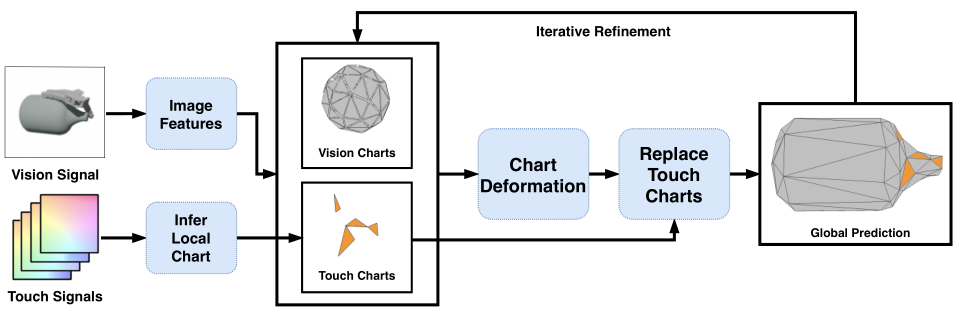 Iterative Refinement
Vision Signal
Image
Features
Vision Charts
Touch Signals
Infer
Local
Chart
Touch Charts
Chart
Deformation
Replace
Touch
Charts
Global Prediction